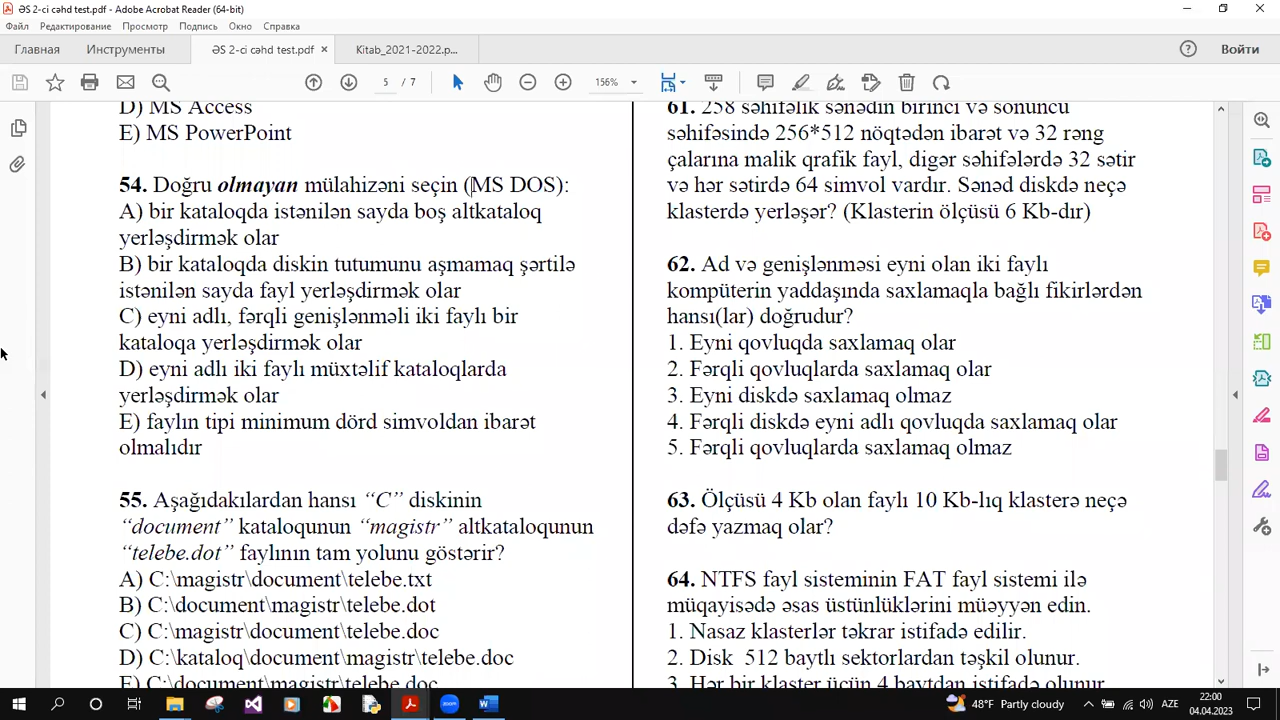 ƏS 2-ci cəhd test.pdf - Adobe Acrobat Reader (64-bit)
Файл Редактирование Просмотр Подпись Окно Справка
Главная Инструменты ƏS 2-ci cəhd test.pdf × Kitab_2021-2022.p... Войти
5 / 7 156%
D) MS Access
E) MS PowerPoint
54. Doğru olmayan mülahizəni seçin (MS DOS):
A) bir kataloqda istənilən sayda boş altkataloq
yerləşdirmək olar
B) bir kataloqda diskin tutumunu aşmamaq şərtilə
istənilən sayda fayl yerləşdirmək olar
C) eyni adlı, fərqli genişlənməli iki faylı bir
kataloqa yerləşdirmək olar
D) eyni adlı iki faylı müxtəlif kataloqlarda
yerləşdirmək olar
E) faylın tipi minimum dörd simvoldan ibarət
olmalıdır
55. Aşağıdakılardan hansı “C” diskinin
“document” kataloqunun “magistr” altkataloqunun
“telebe.dot” faylının tam yolunu göstərir?
A) C:\magistr\document\telebe.txt
B) C:\document\magistr\telebe.dot
C) C:\magistr\document\telebe.doc
D) C:\kataloq\document\magistr\telebe.doc
E) C:\document\magistr\telebe.doc
61. 258 səhifəlik sənədin birinci və sonuncu
səhifəsində 256*512 nöqtədən ibarət və 32 rəng
çalarına malik qrafik fayl, digər səhifələrdə 32 sətir
və hər sətirdə 64 simvol vardır. Sənəd diskdə neçə
klasterdə yerləşər? (Klasterin ölçüsü 6 Kb-dır)
62. Ad və genişlənməsi eyni olan iki faylı
kompüterin yaddaşında saxlamaqla bağlı fikirlərdən
hansı(lar) doğrudur?
1. Eyni qovluqda saxlamaq olar
2. Fərqli qovluqlarda saxlamaq olar
3. Eyni diskdə saxlamaq olmaz
4. Fərqli diskdə eyni adlı qovluqda saxlamaq olar
5. Fərqli qovluqlarda saxlamaq olmaz
63. Ölçüsü 4 Kb olan faylı 10 Kb-lıq klasterə neçə
dəfə yazmaq olar?
64. NTFS fayl sisteminin FAT fayl sistemi ilə
müqayisədə əsas üstünlüklərini müəyyən edin.
1. Nasaz klasterlər təkrar istifadə edilir.
2. Disk 512 baytlı sektorlardan təşkil olunur.
3. Hər bir klaster üçün 4 baytdan istifadə olunur
48°F Partly cloudy AZE 22:00
04.04.2023